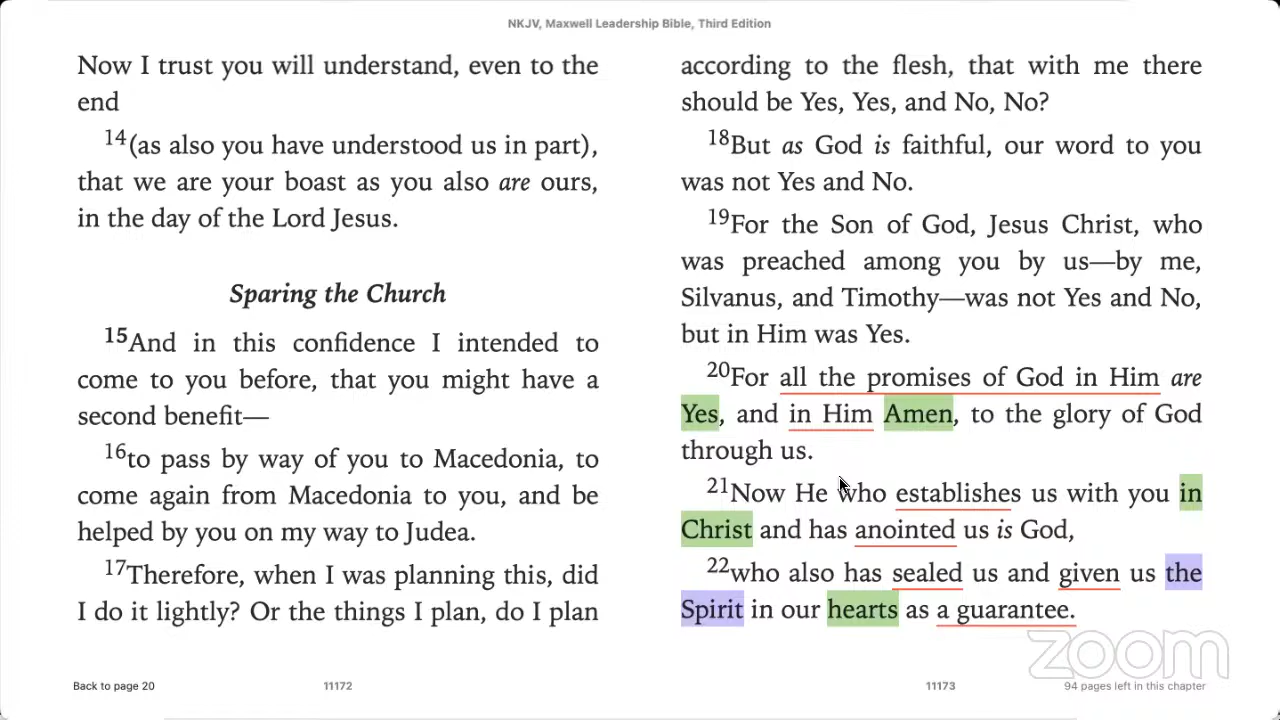 NKJV, Maxwell Leadership Bible, Third Edition
Now I trust you will understand, even to the
end
14(as also you have understood us in part),
that we are your boast as you also are ours,
in the day of the Lord Jesus.
Sparing the Church
15And in this confidence I intended to
come to you before, that you might have a
second benefit—
16to pass by way of you to Macedonia, to
come again from Macedonia to you, and be
helped by you on my way to Judea.
17Therefore, when I was planning this, did
I do it lightly? Or the things I plan, do I plan
according to the flesh, that with me there
should be Yes, Yes, and No, No?
18But as God is faithful, our word to you
was not Yes and No.
19For the Son of God, Jesus Christ, who
was preached among you by us—by me,
Silvanus, and Timothy—was not Yes and No,
but in Him was Yes.
20For all the promises of God in Him are
Yes, and in Him Amen, to the glory of God
through us.
21Now He who establishes us with you in
Christ and has anointed us is God,
22who also has sealed us and given us the
Spirit in our hearts as a guarantee.
zoom
Back to page 20
11172
11173
94 pages left in this chapter